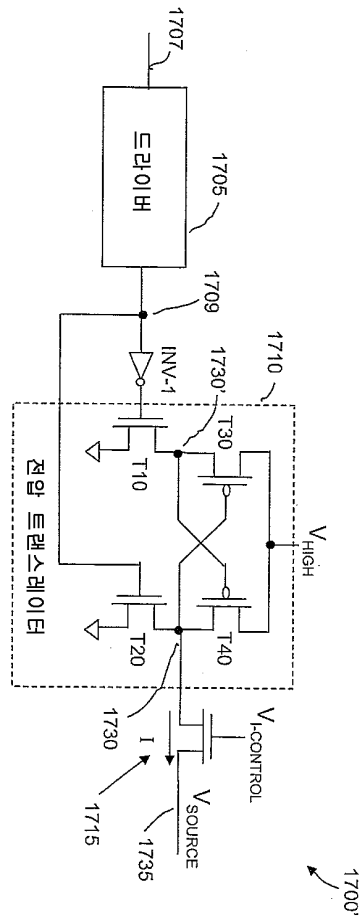 1700'
1707
드라이버
1705
1709
INV-1
1710
1730'
T30
T10
V_HIGH
T40
T20
전압 트랜스레이터
1730
I
V_I-CONTROL
V_SOURCE
1715
1735